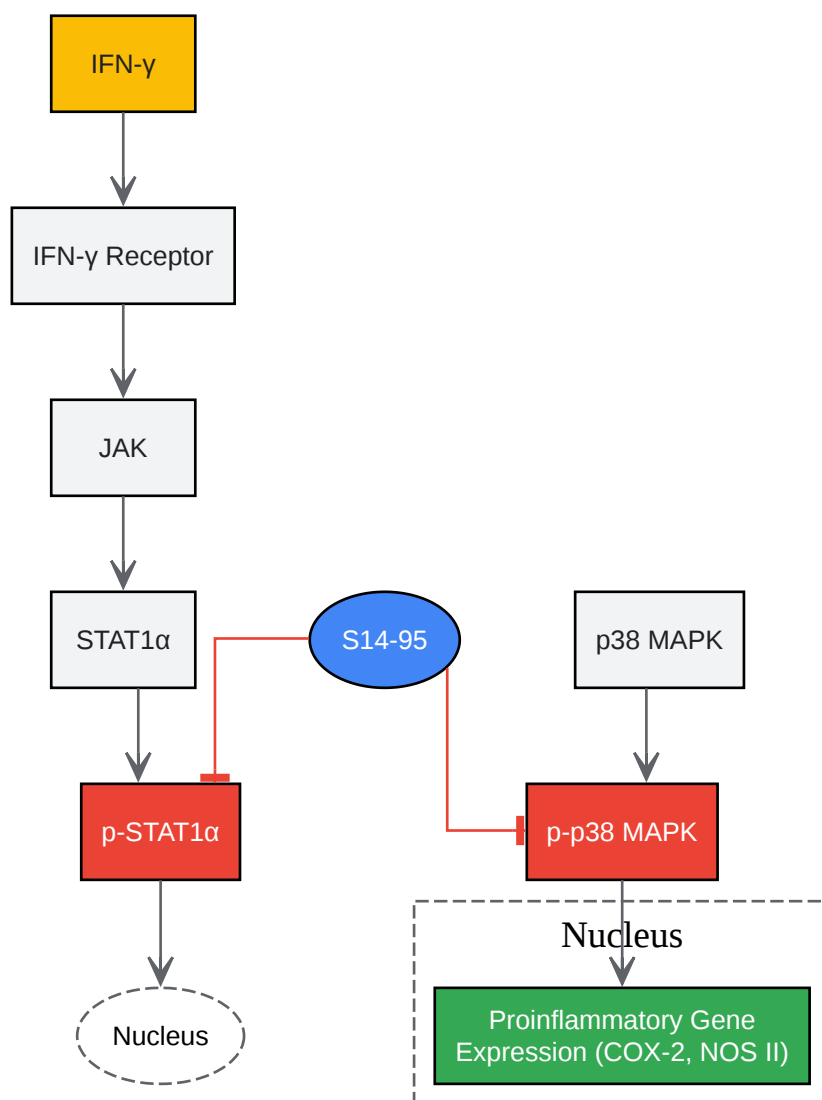 IFN-γ
IFN-γ Receptor
JAK
STAT1α
S14-95
p38 MAPK
p-STAT1α
p-p38 MAPK
Nucleus
Nucleus
Proinflammatory Gene
Expression (COX-2, NOS II)